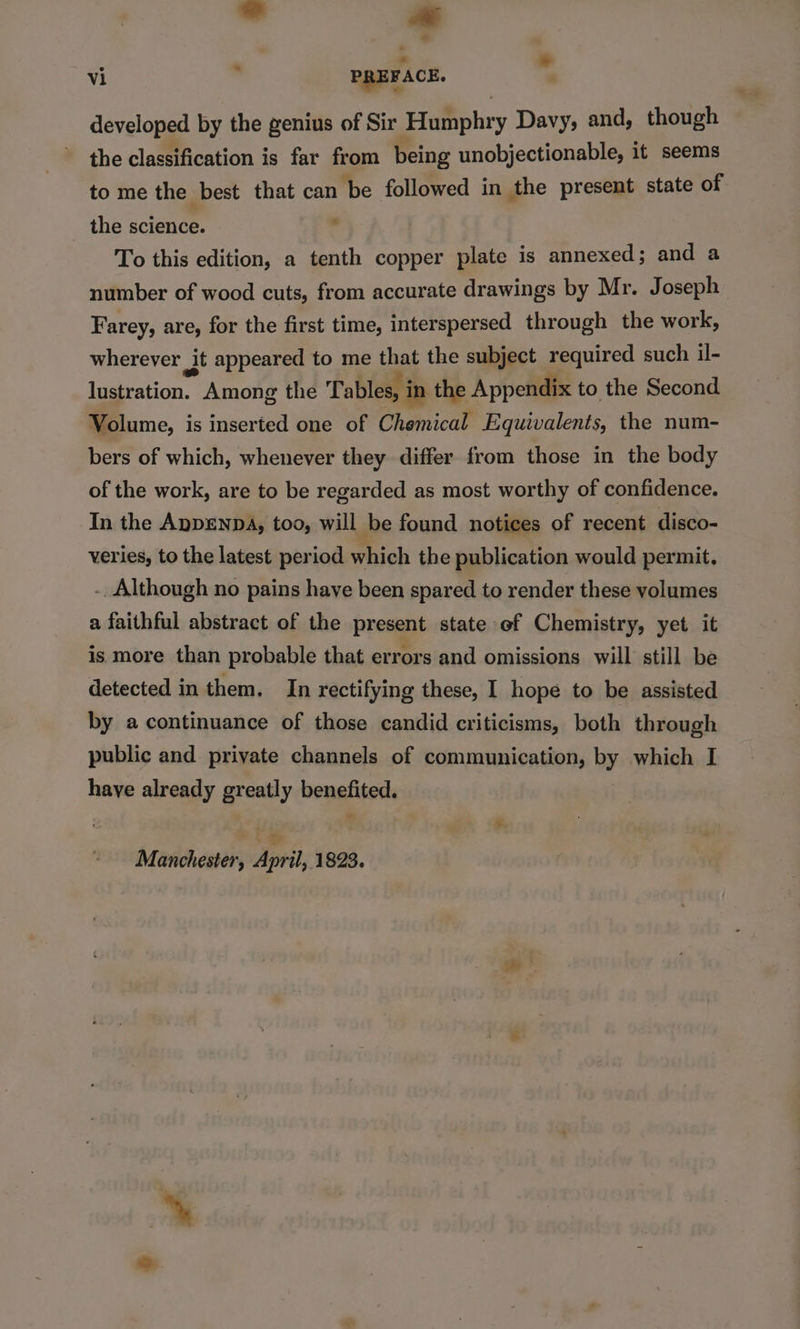 vi PREFACE.
developed by the genius of Sir Humphry Davy, and, though
the classification is far from being unobjectionable, it seems
to me the best that can be followed in the present state of
the science.
To this edition, a tenth copper plate is annexed; and a
number of wood cuts, from accurate drawings by Mr. Joseph
Farey, are, for the first time, interspersed through the work,
wherever it appeared to me that the subject required such il-
lustration. Among the Tables, in the Appendix to the Second
Volume, is inserted one of Chemical Equivalents, the num-
bers of which, whenever they differ from those in the body
of the work, are to be regarded as most worthy of confidence.
In the ADDENDA, too, will be found notices of recent disco-
veries, to the latest period which the publication would permit.
Although no pains have been spared to render these volumes
a faithful abstract of the present state of Chemistry, yet it
is more than probable that errors and omissions will still be
detected in them. In rectifying these, I hope to be assisted
by a continuance of those candid criticisms, both through
public and private channels of communication, by which I
have already greatly benefited.
Manchester, April, 1823.